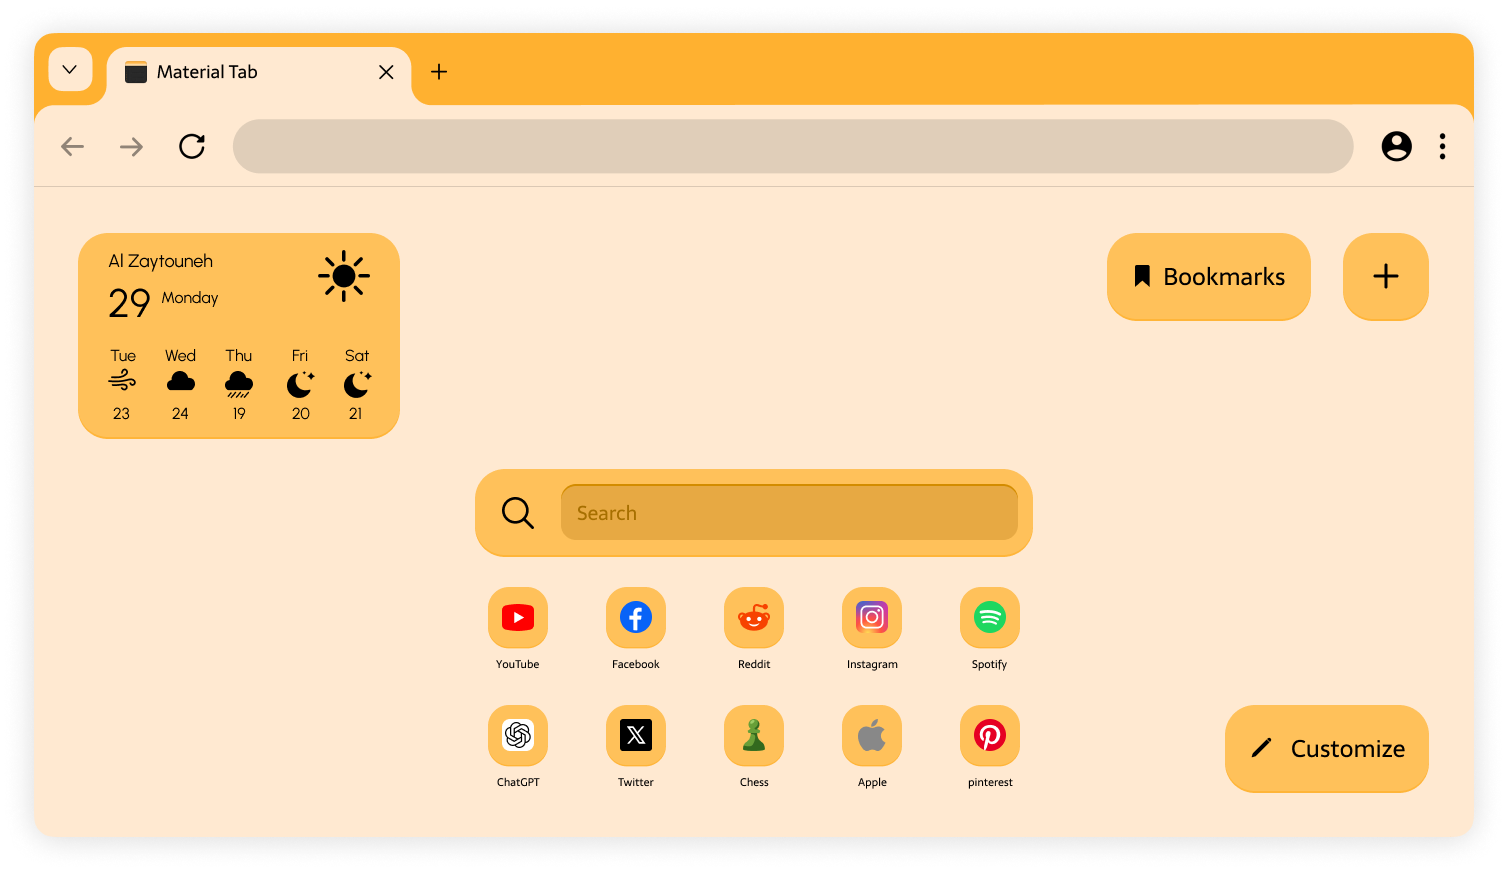 Material Tab
Al Zaytouneh
29 Monday
Tue Wed Thu Fri Sat
23 24 19 20 21
Bookmarks
Search
YouTube Facebook Reddit Instagram Spotify
ChatGPT Twitter Chess Apple pinterest
Customize